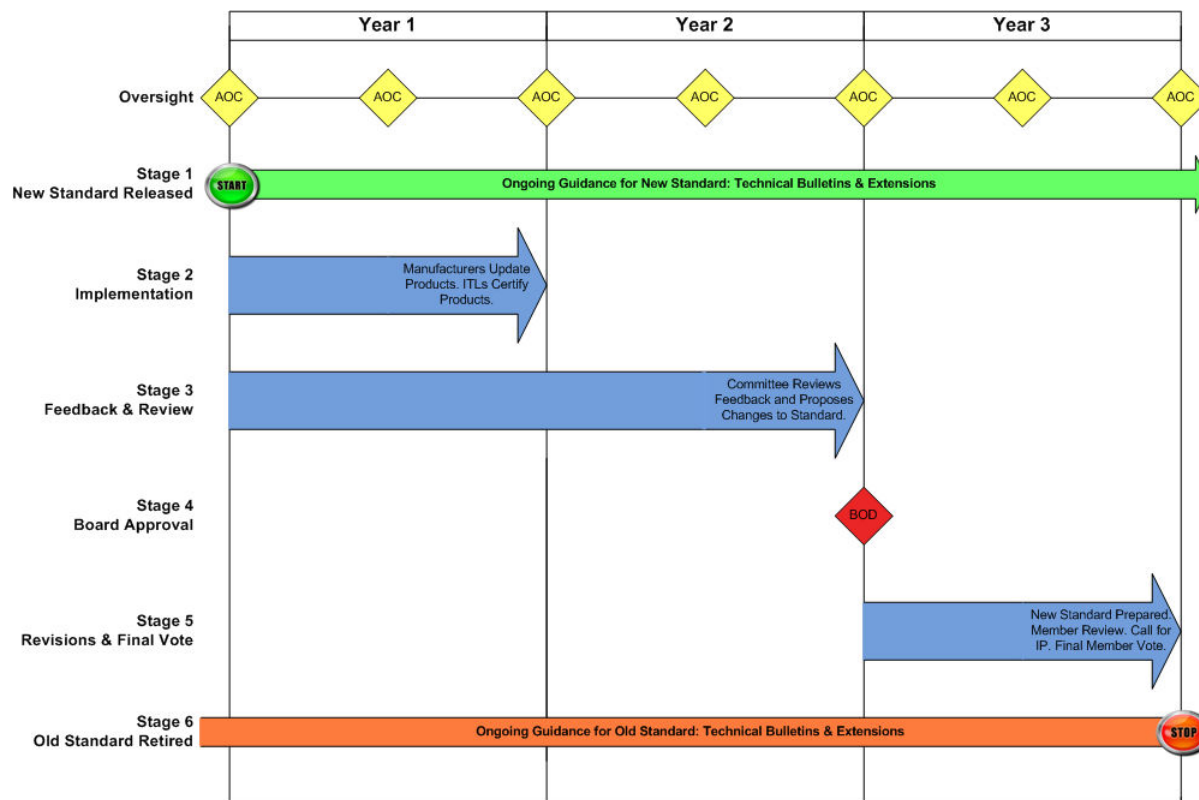 Year 1 Year 2 Year 3
Oversight AOC AOC AOC AOC AOC AOC AOC
Stage 1
New Standard Released
START
Ongoing Guidance for New Standard: Technical Bulletins & Extensions
Stage 2
Implementation
Manufacturers Update
Products. ITLs Certify
Products.
Stage 3
Feedback & Review
Committee Reviews
Feedback and Proposes
Changes to Standard.
Stage 4
Board Approval
BOD
Stage 5
Revisions & Final Vote
New Standard Prepared.
Member Review. Call for
IP. Final Member Vote.
Stage 6
Old Standard Retired
Ongoing Guidance for Old Standard: Technical Bulletins & Extensions
STOP